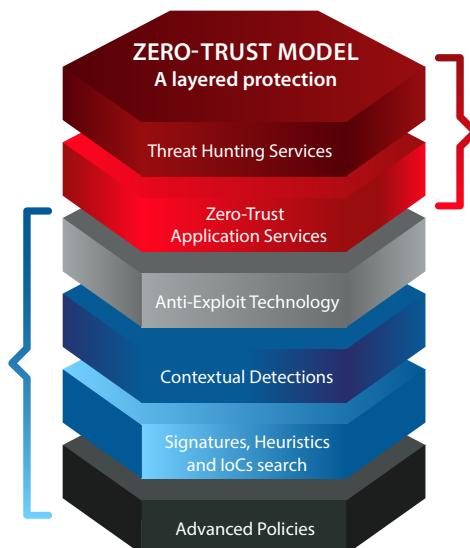 ZERO-TRUST MODEL
A layered protection
Threat Hunting Services
Zero-Trust
Application Services
Anti-Exploit Technology
Contextual Detections
Signatures, Heuristics
and IoCs search
Advanced Policies